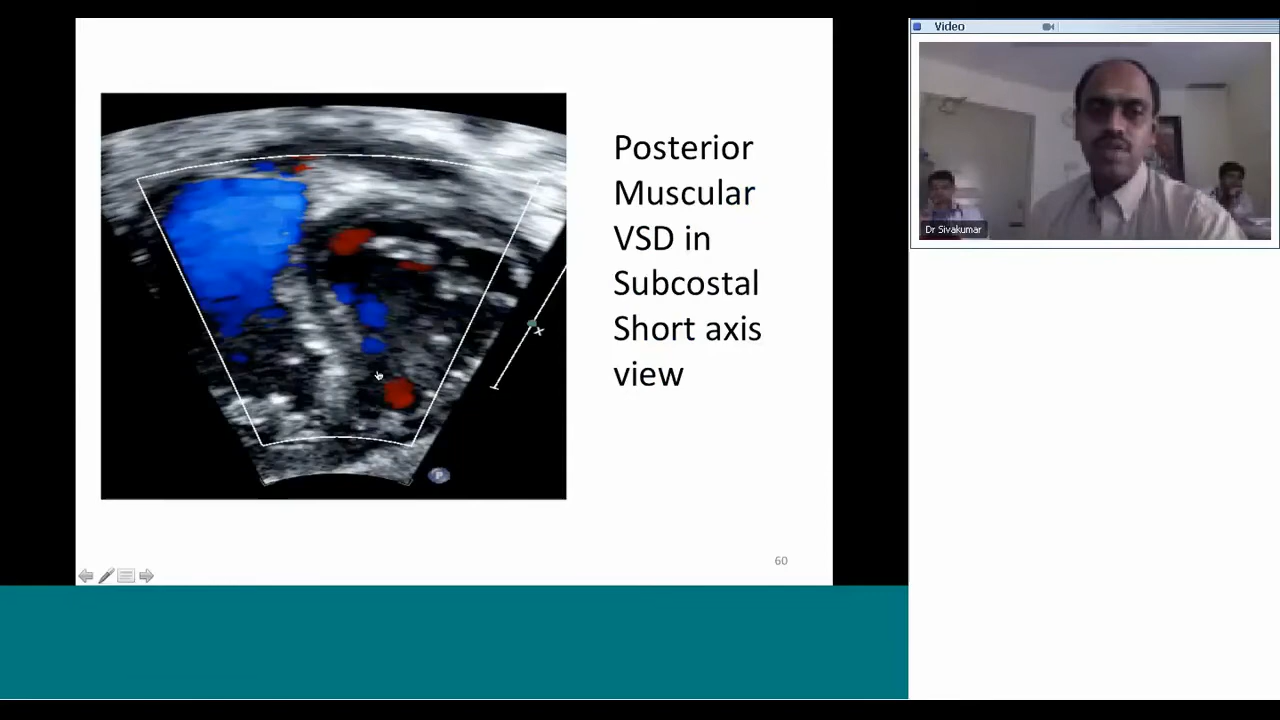 Video
Posterior
Muscular
VSD in
Subcostal
Short axis
view
Dr Sivakumar
x
P
60